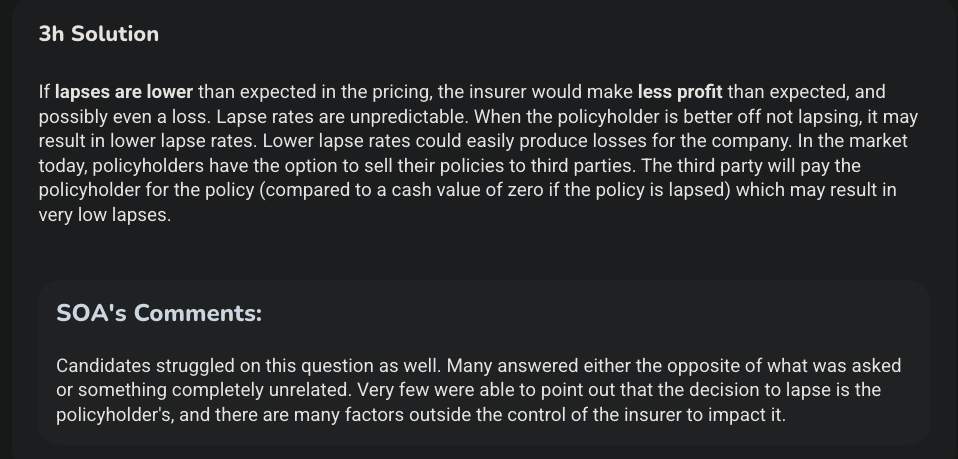 3h Solution
If lapses are lower than expected in the pricing, the insurer would make less profit than expected, and
possibly even a loss. Lapse rates are unpredictable. When the policyholder is better off not lapsing, it may
result in lower lapse rates. Lower lapse rates could easily produce losses for the company. In the market
today, policyholders have the option to sell their policies to third parties. The third party will pay the
policyholder for the policy (compared to a cash value of zero if the policy is lapsed) which may result in
very low lapses.
SOA's Comments:
Candidates struggled on this question as well. Many answered either the opposite of what was asked
or something completely unrelated. Very few were able to point out that the decision to lapse is the
policyholder's, and there are many factors outside the control of the insurer to impact it.